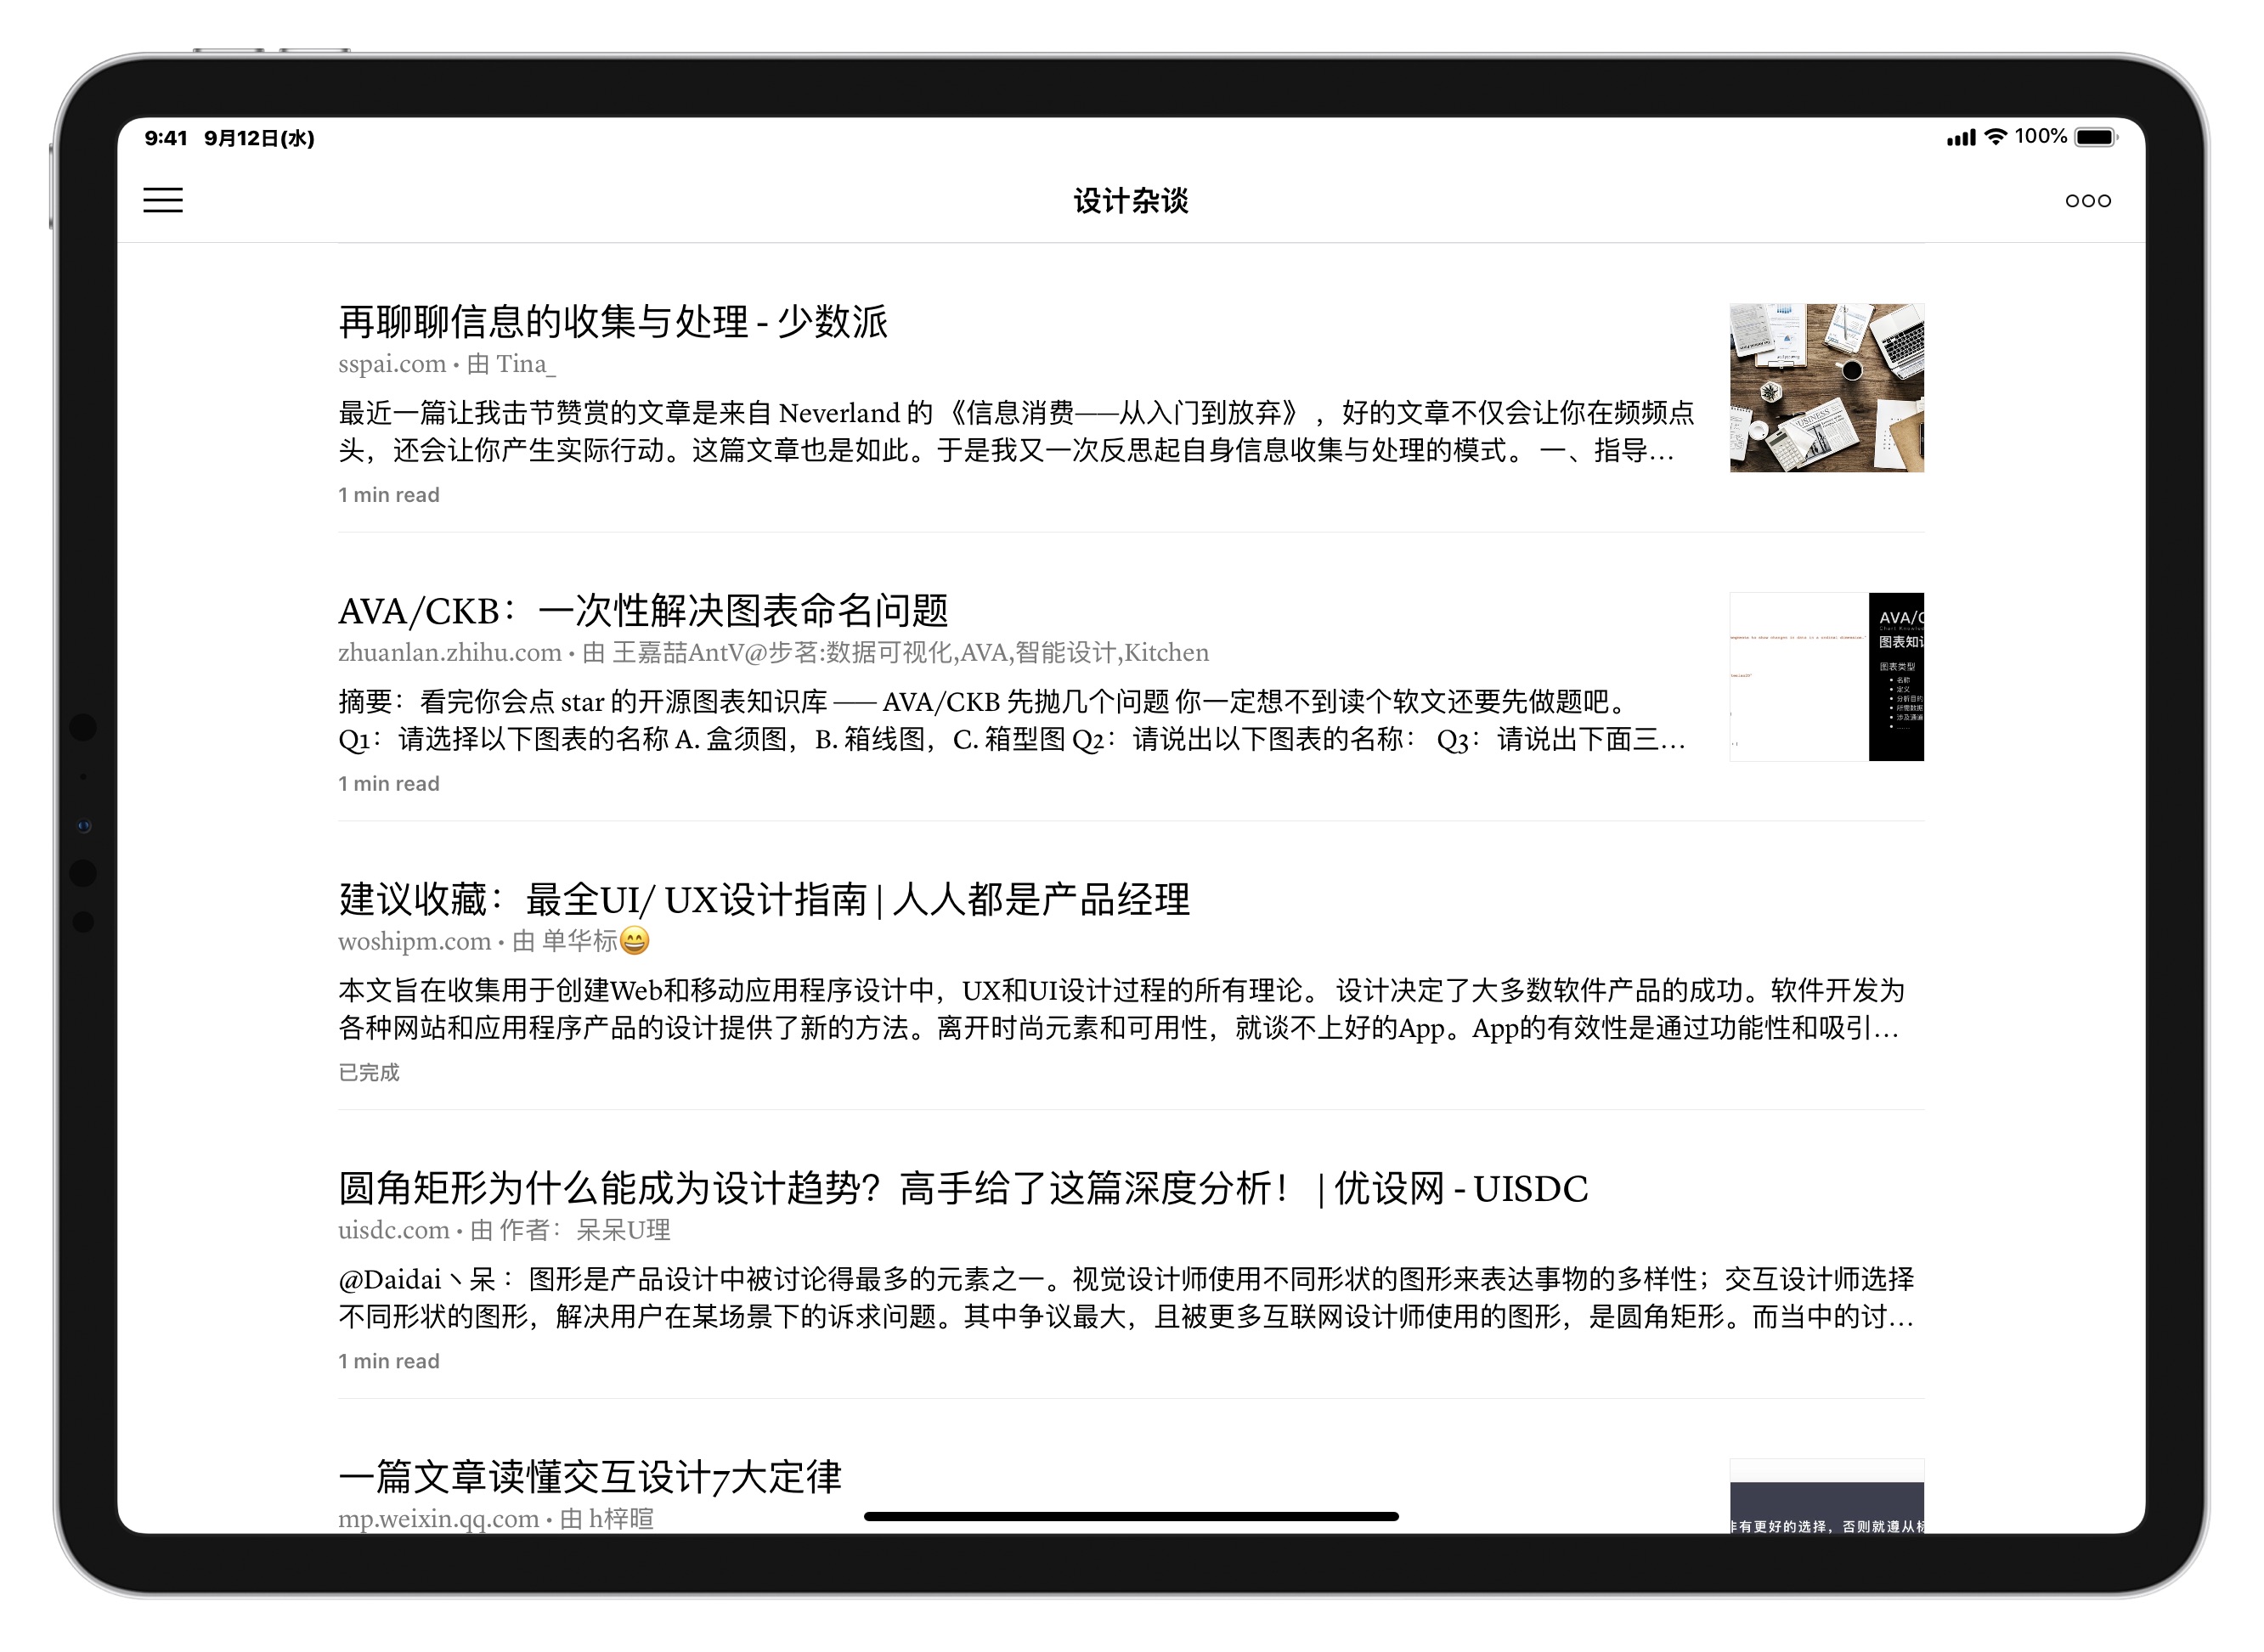 9:41 9月12日(水)
100%
设计杂谈
再聊聊信息的收集与处理 - 少数派
sspai.com • 由 Tina_
最近一篇让我击节赞赏的文章是来自 Neverland 的 《信息消费——从入门到放弃》 ，好的文章不仅会让你在频频点
头，还会让你产生实际行动。这篇文章也是如此。于是我又一次反思起自身信息收集与处理的模式。 一、指导…
1 min read
BUSINESS
AVA/CKB：一次性解决图表命名问题
zhuanlan.zhihu.com • 由 王嘉喆AntV@步茗:数据可视化,AVA,智能设计,Kitchen
摘要：看完你会点 star 的开源图表知识库 —— AVA/CKB 先抛几个问题 你一定想不到读个软文还要先做题吧。
Q1：请选择以下图表的名称 A. 盒须图，B. 箱线图，C. 箱型图 Q2：请说出以下图表的名称： Q3：请说出下面三…
1 min read
AVA/C
图表知识
图表类型
名称
定义
分析目的
所需数据
涉及通道
......
建议收藏：最全UI/ UX设计指南 | 人人都是产品经理
woshipm.com • 由 单华标😄
本文旨在收集用于创建Web和移动应用程序设计中，UX和UI设计过程的所有理论。 设计决定了大多数软件产品的成功。软件开发为
各种网站和应用程序产品的设计提供了新的方法。离开时尚元素和可用性，就谈不上好的App。App的有效性是通过功能性和吸引…
已完成
圆角矩形为什么能成为设计趋势？高手给了这篇深度分析！ | 优设网 - UISDC
uisdc.com • 由 作者：呆呆U理
@Daidai丶呆 ：图形是产品设计中被讨论得最多的元素之一。视觉设计师使用不同形状的图形来表达事物的多样性；交互设计师选择
不同形状的图形，解决用户在某场景下的诉求问题。其中争议最大，且被更多互联网设计师使用的图形，是圆角矩形。而当中的讨…
1 min read
一篇文章读懂交互设计7大定律
mp.weixin.qq.com • 由 h梓暄
有更好的选择，否则就遵从标